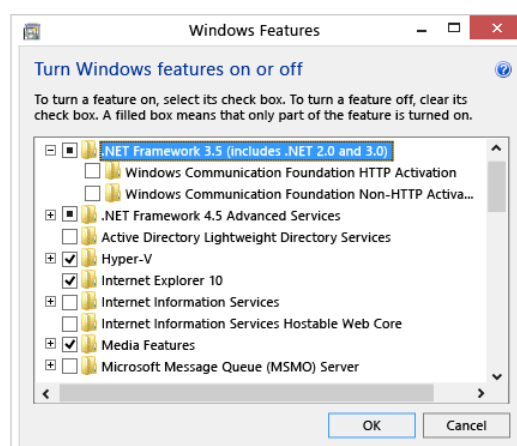 Windows Features
Turn Windows features on or off
To turn a feature on, select its check box. To turn a feature off, clear its
check box. A filled box means that only part of the feature is turned on.
.NET Framework 3.5 (includes .NET 2.0 and 3.0)
Windows Communication Foundation HTTP Activation
Windows Communication Foundation Non-HTTP Activa...
.NET Framework 4.5 Advanced Services
Active Directory Lightweight Directory Services
Hyper-V
Internet Explorer 10
Internet Information Services
Internet Information Services Hostable Web Core
Media Features
Microsoft Message Queue (MSMO) Server
OK Cancel